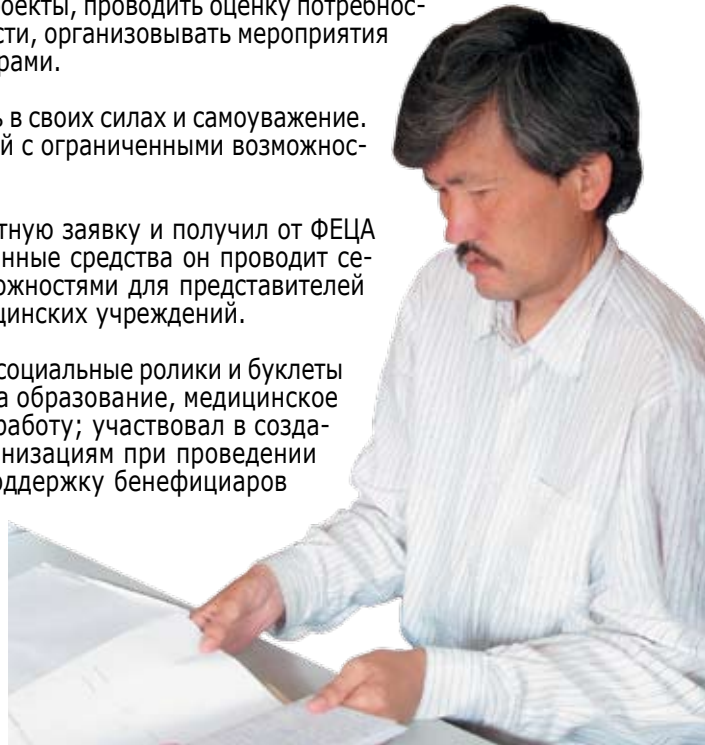 оекты, проводить оценку потребнос-
сти, организовывать мероприятия
рами.
ь в своих силах и самоуважение.
й с ограниченными возможнос-
тную заявку и получил от ФЕЦА
нные средства он проводит се-
ожностями для представителей
цинских учреждений.
социальные ролики и буклеты
а образование, медицинское
работу; участвовал в созда-
низациям при проведении
оддержку бенефициаров